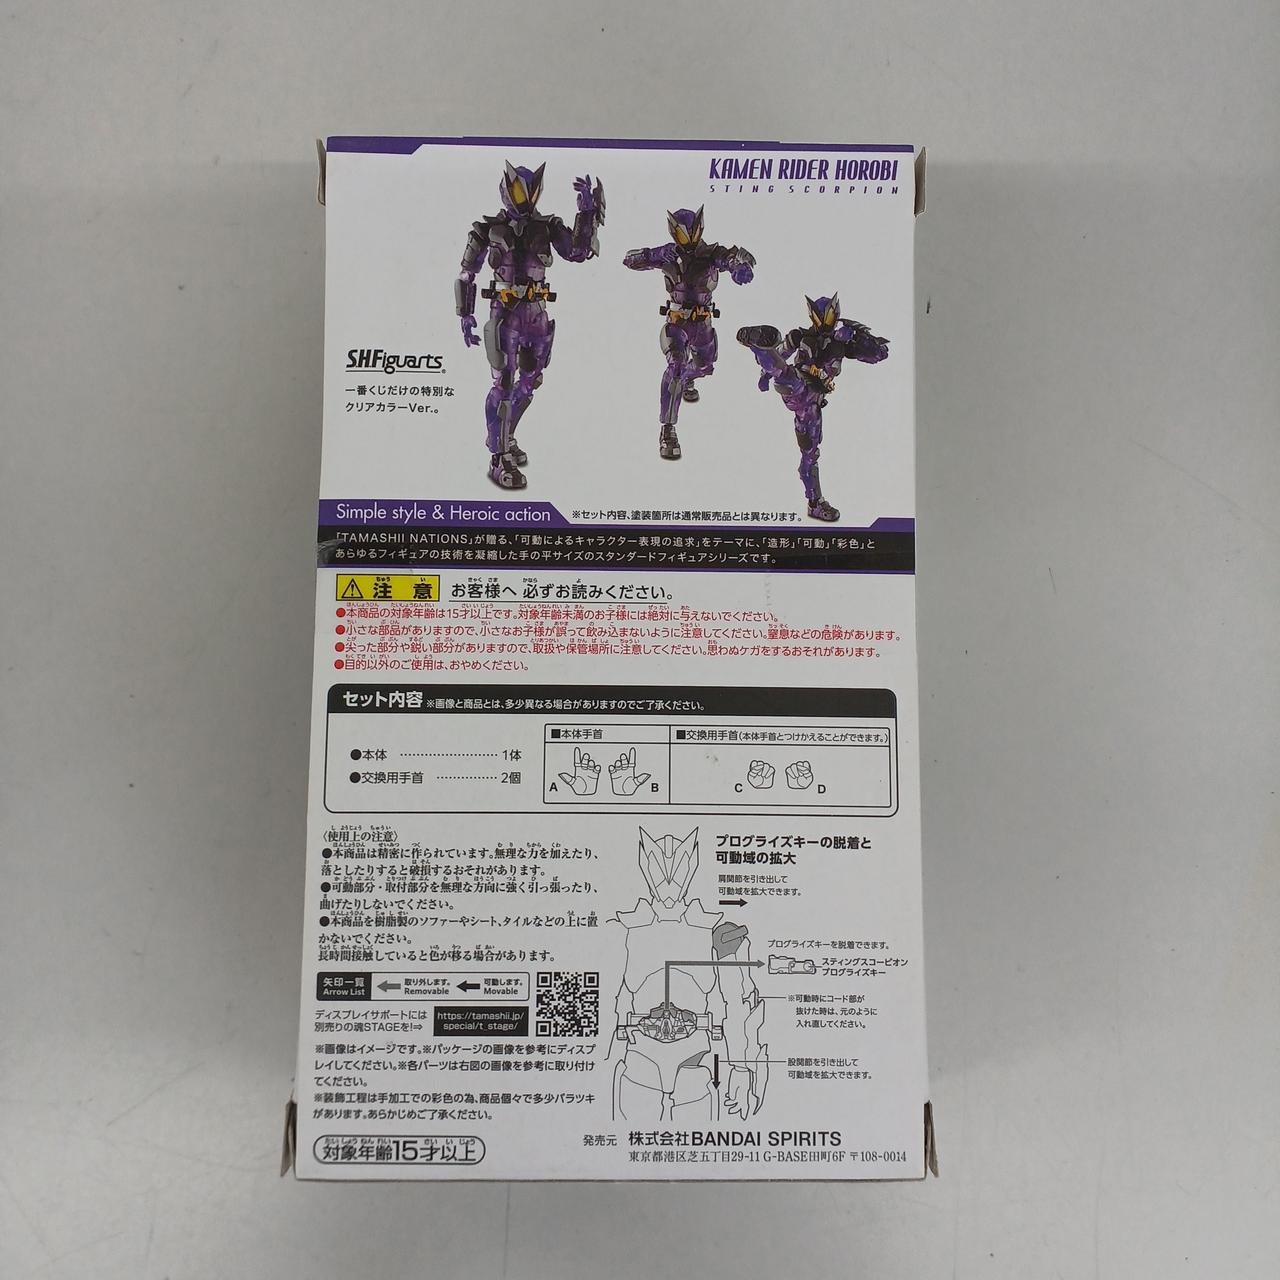 KAMEN RIDER HOROBI
STING SCORPION
S.H.Figuarts
一番くじだけの特別な
クリアカラーVer.。
Simple style & Heroic action
※セット内容、塗装箇所は通常販売品とは異なります。
「TAMASHII NATIONS」が贈る、「可動によるキャラクター表現の追求」をテーマに、「造形」「可動」「彩色」と
あらゆるフィギュアの技術を凝縮した手の平サイズのスタンダードフィギュアシリーズです。
注意 お客様へ 必ずお読みください。
●本商品の対象年齢は15才以上です。対象年齢未満のお子様には絶対に与えないでください。
●小さな部品がありますので、小さなお子様が誤って飲み込まないように注意してください。窒息などの危険があります。
●尖った部分や鋭い部分がありますので、取扱や保管場所に注意してください。思わぬケガをするおそれがあります。
●目的以外のご使用は、おやめください。
セット内容 ※画像と商品とは、多少異なる場合がありますのでご了承ください。
●本体 ………………… 1体
●交換用手首 …………… 2個
■本体手首
A B
■交換用手首(本体手首とつけかえることができます。)
C D
〈使用上の注意〉
●本商品は精密に作られています。無理な力を加えたり、
落としたりすると破損するおそれがあります。
●可動部分・取付部分を無理な方向に強く引っ張ったり、
曲げたりしないでください。
●本商品を樹脂製のソファーやシート、タイルなどの上に置
かないでください。
長時間接触していると色が移る場合があります。
矢印一覧
Arrow List
取り外します。
Removable
可動します。
Movable
ディスプレイサポートには
別売りの魂STAGEを!⇒
https://tamashii.jp/
special/t_stage/
※画像はイメージです。※パッケージの画像を参考にディスプ
レイしてください。※各パーツは右図の画像を参考に取り付け
てください。
※装飾工程は手加工での彩色の為、商品個々で多少バラツキ
があります。あらかじめご了承ください。
対象年齢15才以上
プログライズキーの脱着と
可動域の拡大
肩関節を引き出して
可動域を拡大できます。
プログライズキーを脱着できます。
スティングスコーピオン
プログライズキー
※可動時にコード部が
抜けた時は、元のように
入れ直してください。
股関節を引き出して
可動域を拡大できます。
発売元 株式会社BANDAI SPIRITS
東京都港区芝五丁目29-11 G-BASE田町6F 〒108-0014